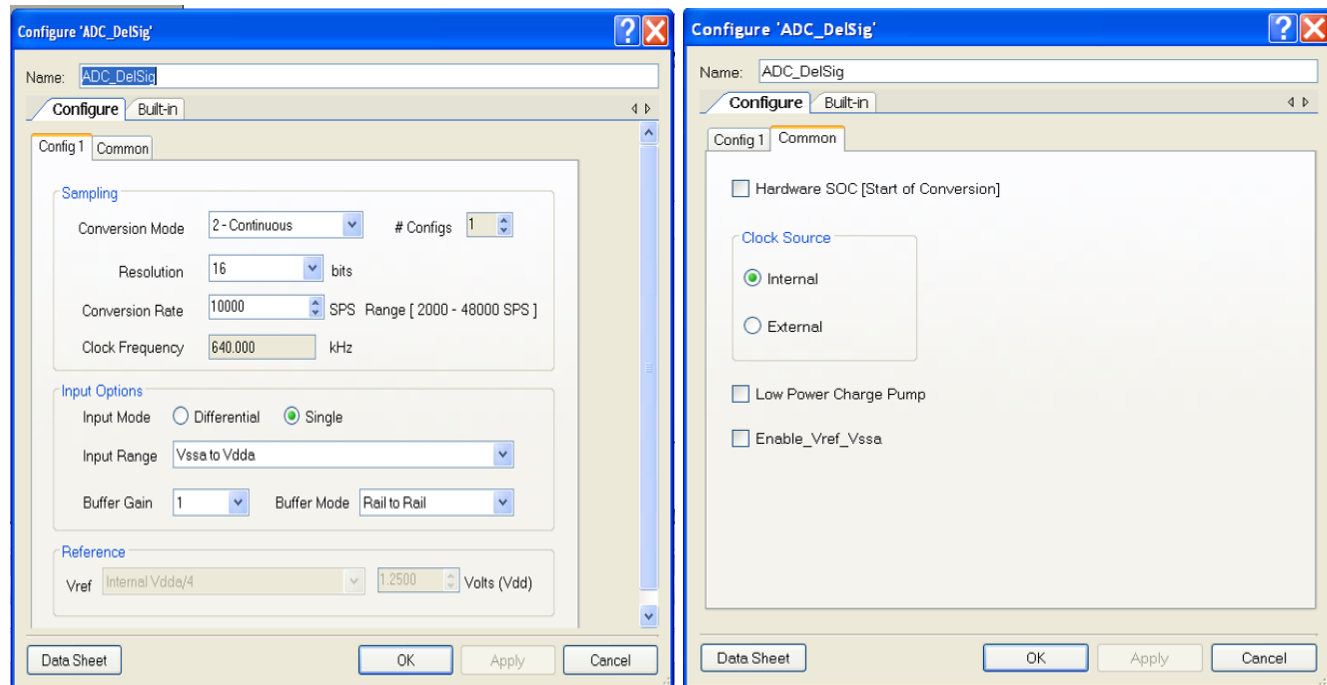 Configure 'ADC_DelSig'
Name: ADC_DelSig
Configure Built-in
Config 1 Common
Sampling
Conversion Mode 2 - Continuous # Configs 1
Resolution 16 bits
Conversion Rate 10000 SPS Range [ 2000 - 48000 SPS ]
Clock Frequency 640.000 kHz
Input Options
Input Mode Differential Single
Input Range Vssa to Vdda
Buffer Gain 1 Buffer Mode Rail to Rail
Reference
Vref Internal Vdda/4 1.2500 Volts (Vdd)
Data Sheet OK Apply Cancel
Configure 'ADC_DelSig'
Name: ADC_DelSig
Configure Built-in
Config 1 Common
Hardware SOC [Start of Conversion]
Clock Source
Internal
External
Low Power Charge Pump
Enable_Vref_Vssa
Data Sheet OK Apply Cancel